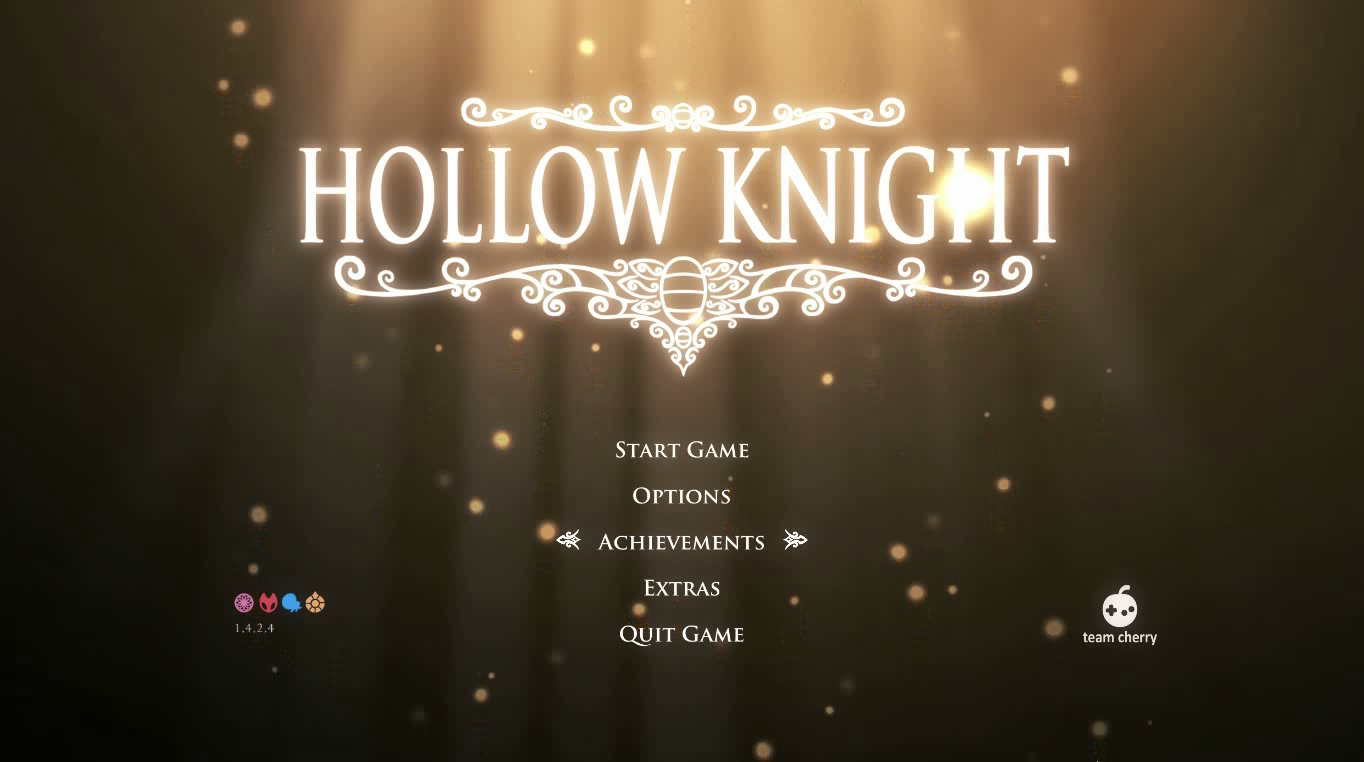 HOLLOW KNIGHT
Start Game
Options
Achievements
Extras
Quit Game
1.4.2.4
team cherry